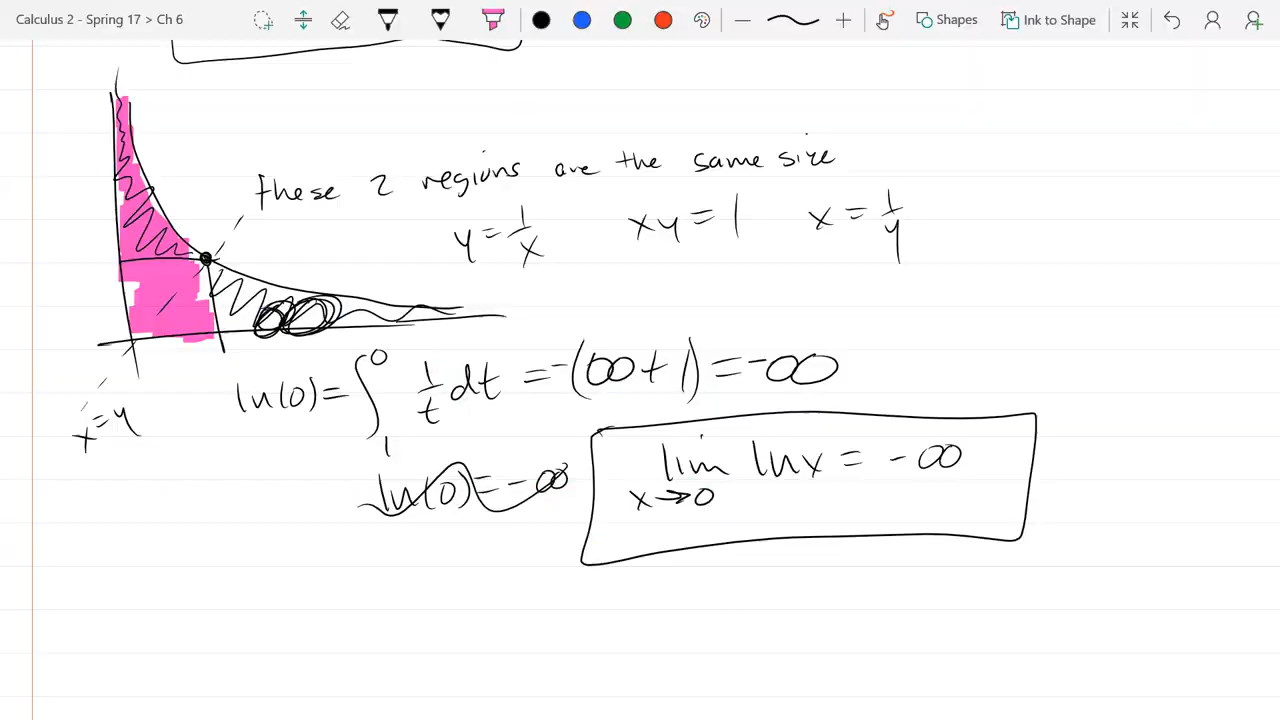 Calculus 2 - Spring 17 > Ch 6
Shapes
Ink to Shape
these 2 regions are the same size
y = 1/x xy = 1 x = 1/y
ln(0) = ∫₁⁰ 1/t dt = -(∞ + 1) = -∞
x = y
ln(0) = -∞
lim x→0 ln x = -∞